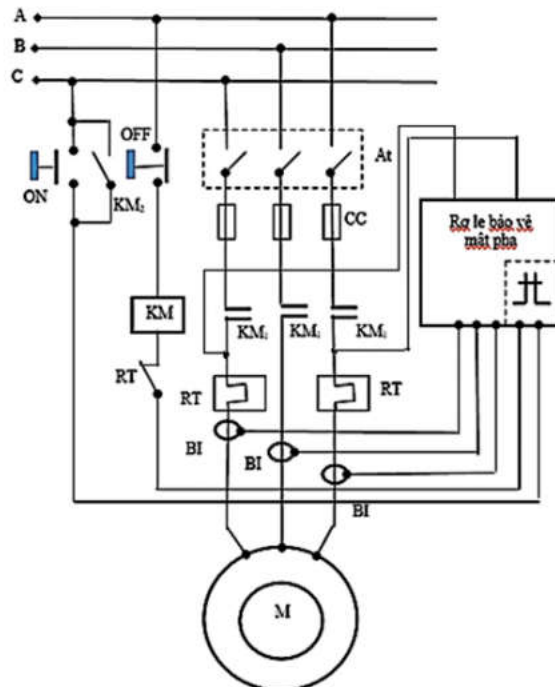 A
B
C
OFF
ON
KM₂
At
CC
Rơ le bảo vệ
mất pha
KM
KM₁
KM₁
KM₁
RT
RT
RT
BI
BI
BI
M